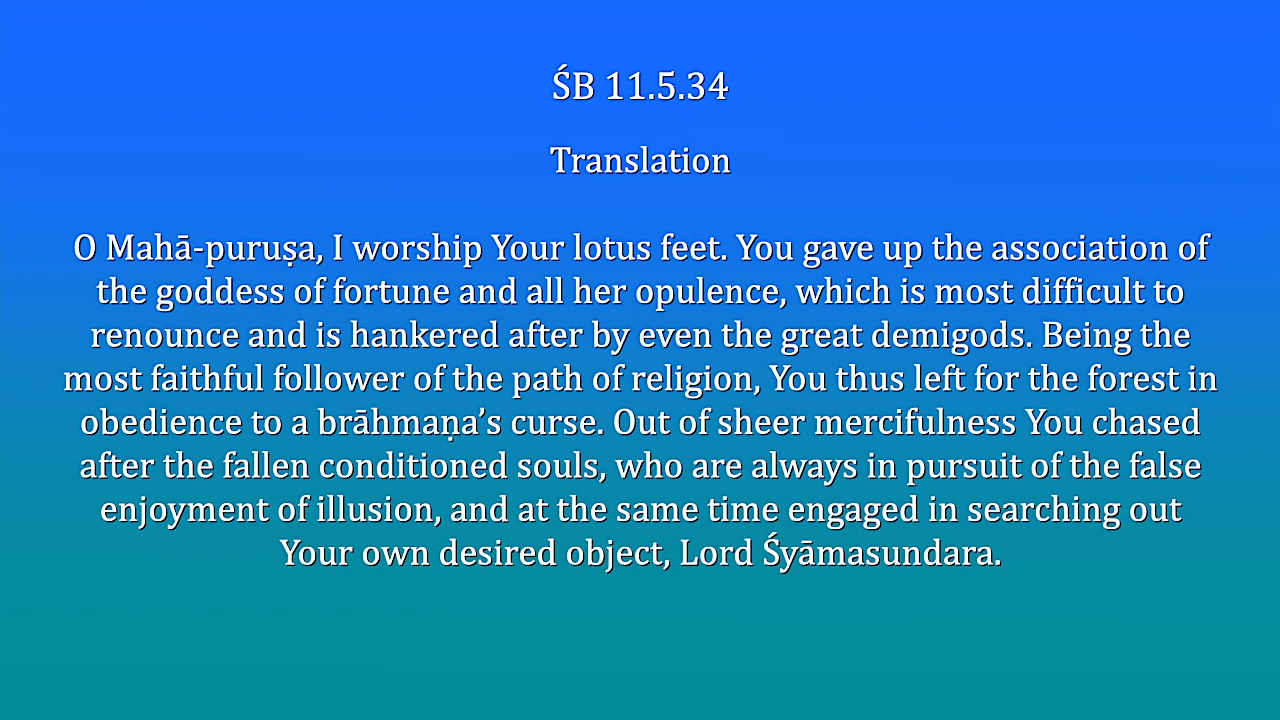 ŚB 11.5.34
Translation
O Mahā-puruṣa, I worship Your lotus feet. You gave up the association of
the goddess of fortune and all her opulence, which is most difficult to
renounce and is hankered after by even the great demigods. Being the
most faithful follower of the path of religion, You thus left for the forest in
obedience to a brāhmaṇa’s curse. Out of sheer mercifulness You chased
after the fallen conditioned souls, who are always in pursuit of the false
enjoyment of illusion, and at the same time engaged in searching out
Your own desired object, Lord Śyāmasundara.